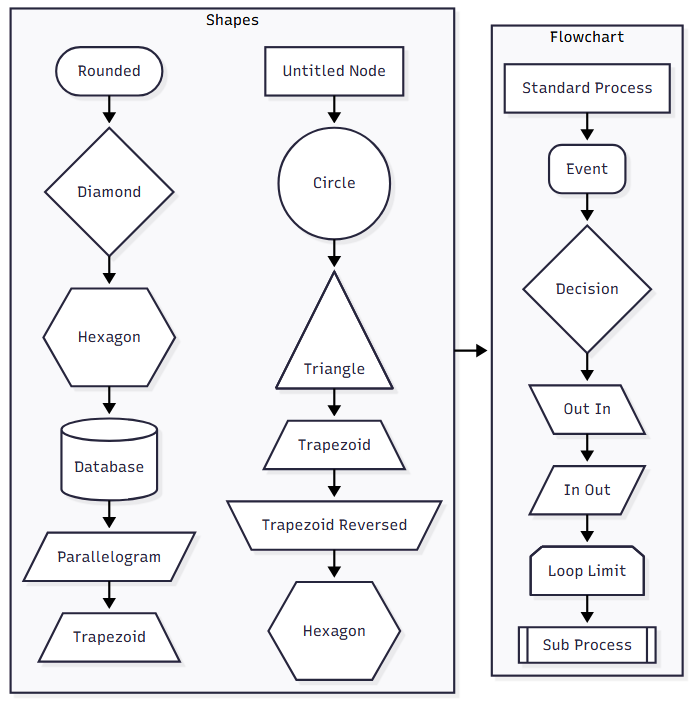 Shapes
Rounded
Diamond
Hexagon
Database
Parallelogram
Trapezoid
Untitled Node
Circle
Triangle
Trapezoid
Trapezoid Reversed
Hexagon
Flowchart
Standard Process
Event
Decision
Out In
In Out
Loop Limit
Sub Process